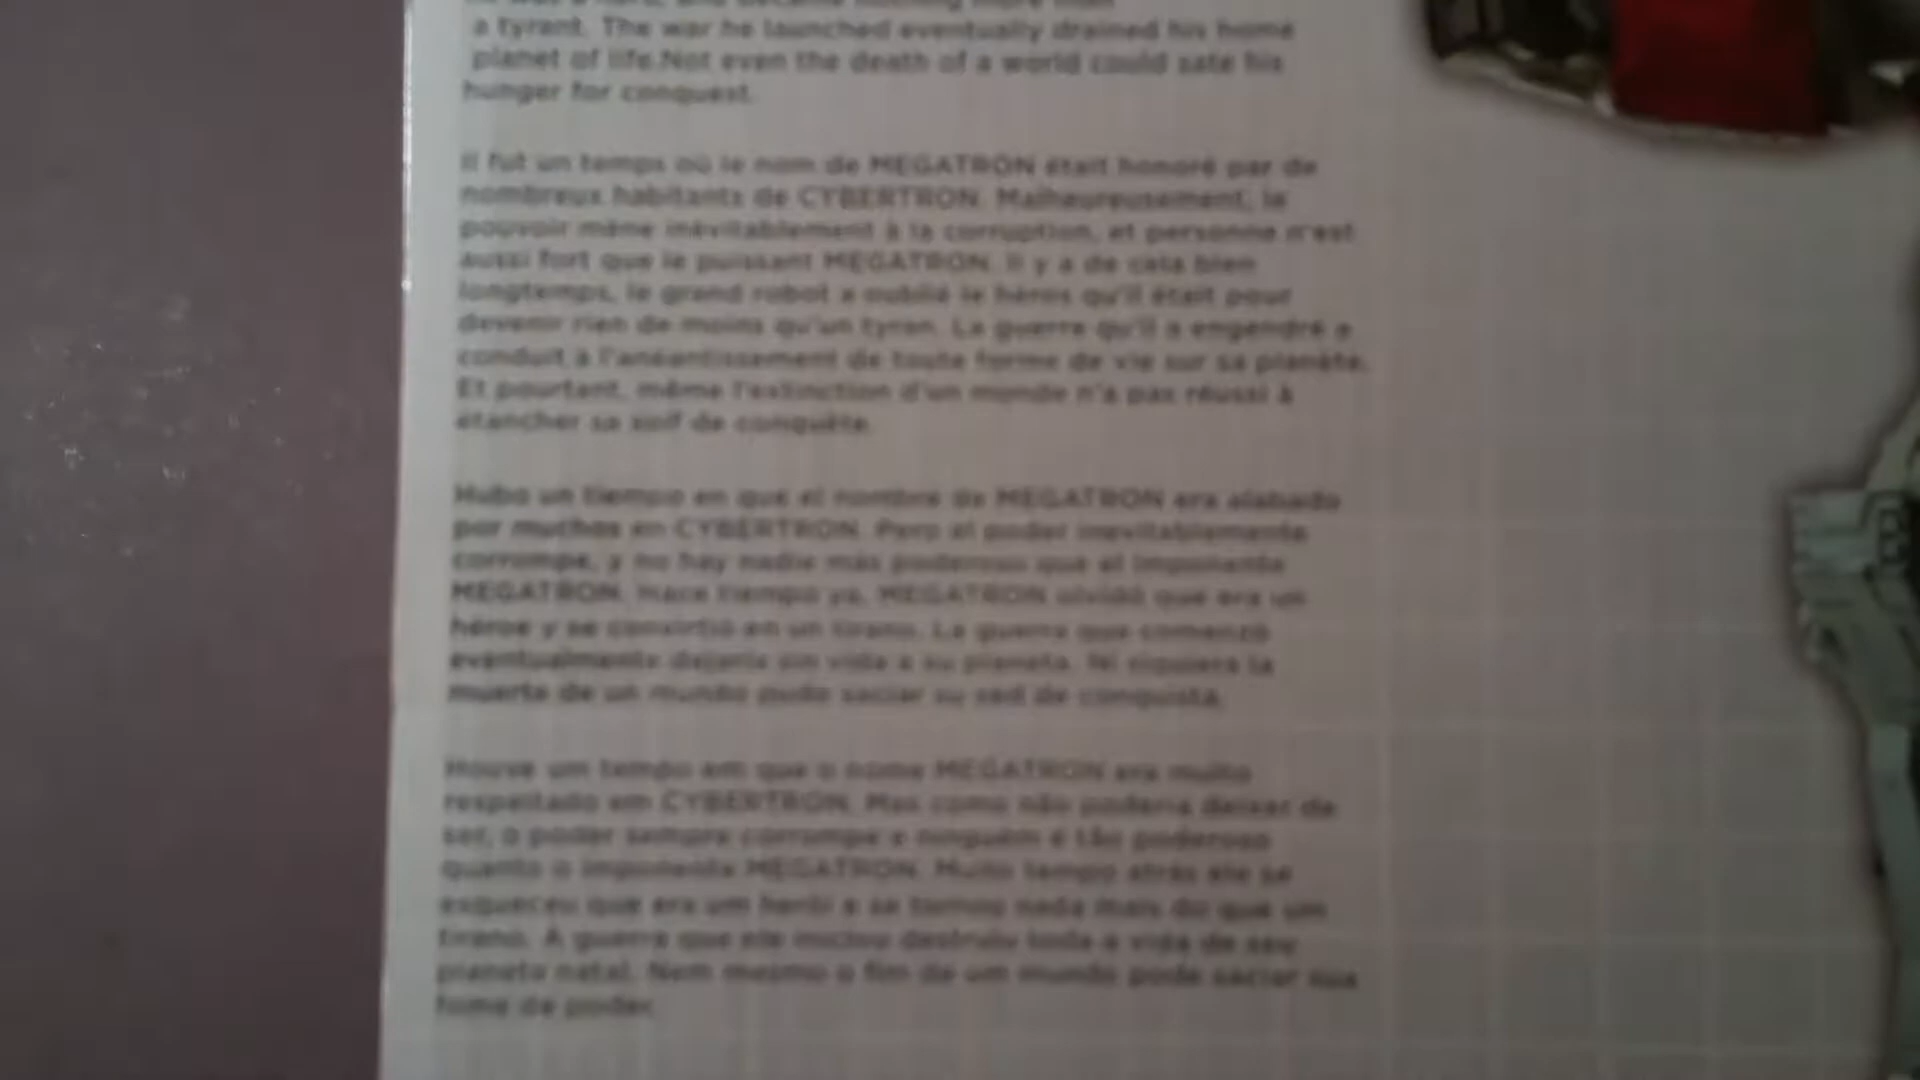 he was a hero, and became nothing more than
a tyrant. The war he launched eventually drained his home
planet of life.Not even the death of a world could sate his
hunger for conquest.
Il fut un temps où le nom de MEGATRON était honoré par de
nombreux habitants de CYBERTRON. Malheureusement, le
pouvoir mène inévitablement à la corruption, et personne n'est
aussi fort que le puissant MEGATRON. Il y a de cela bien
longtemps, le grand robot a oublié le héros qu'il était pour
devenir rien de moins qu'un tyran. La guerre qu'il a engendré a
conduit à l'anéantissement de toute forme de vie sur sa planète.
Et pourtant, même l'extinction d'un monde n'a pas réussi à
étancher sa soif de conquête.
Hubo un tiempo en que el nombre de MEGATRON era alabado
por muchos en CYBERTRON. Pero el poder inevitablemente
corrompe, y no hay nadie más poderoso que el imponente
MEGATRON. Hace tiempo ya, MEGATRON olvidó que era un
héroe y se convirtió en un tirano. La guerra que comenzó
eventualmente dejaría sin vida a su planeta. Ni siquiera la
muerte de un mundo pudo saciar su sed de conquista.
Houve um tempo em que o nome MEGATRON era muito
respeitado em CYBERTRON. Mas como não poderia deixar de
ser, o poder sempre corrompe e ninguém é tão poderoso
quanto o imponente MEGATRON. Muito tempo atrás ele se
esqueceu que era um herói e se tornou nada mais do que um
tirano. A guerra que ele iniciou destruiu toda a vida de seu
planeta natal. Nem mesmo o fim de um mundo pode saciar sua
fome de poder.